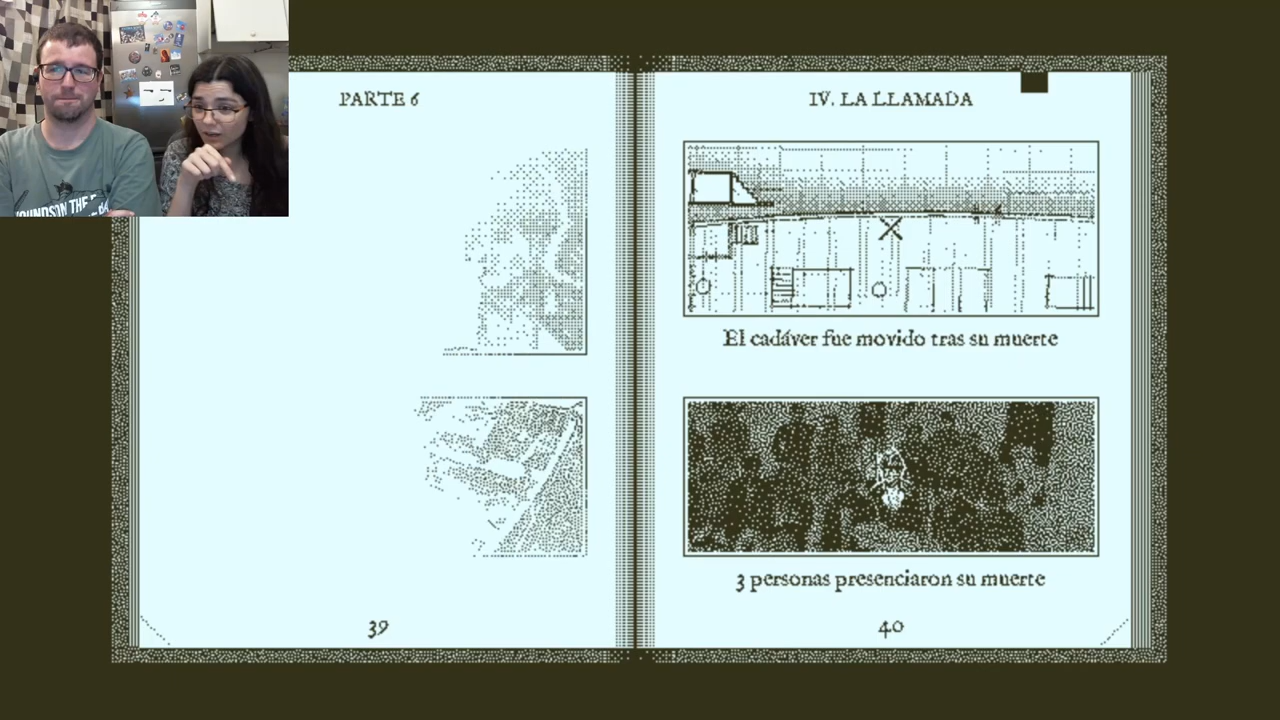 PARTE 6
IV. LA LLAMADA
El cadáver fue movido tras su muerte
3 personas presenciaron su muerte
39
40